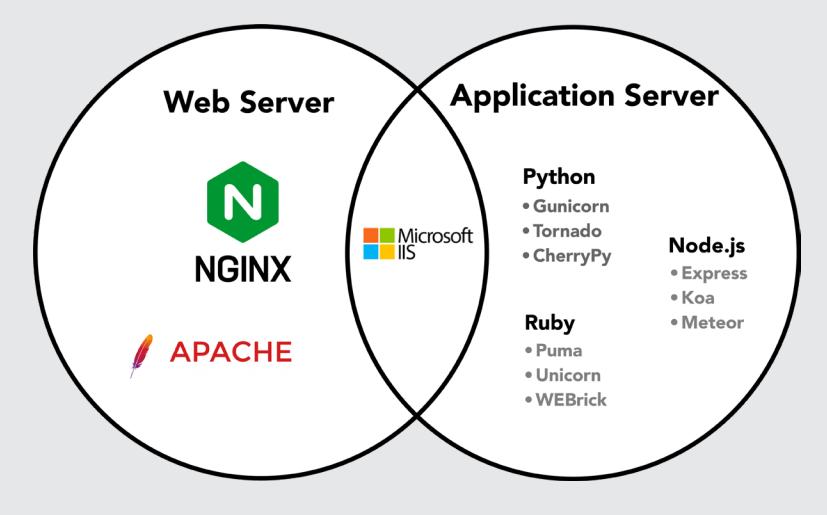 Web Server
NGINX
APACHE
Microsoft
IIS
Application Server
Python
• Gunicorn
• Tornado
• CherryPy
Node.js
• Express
• Koa
• Meteor
Ruby
• Puma
• Unicorn
• WEBrick